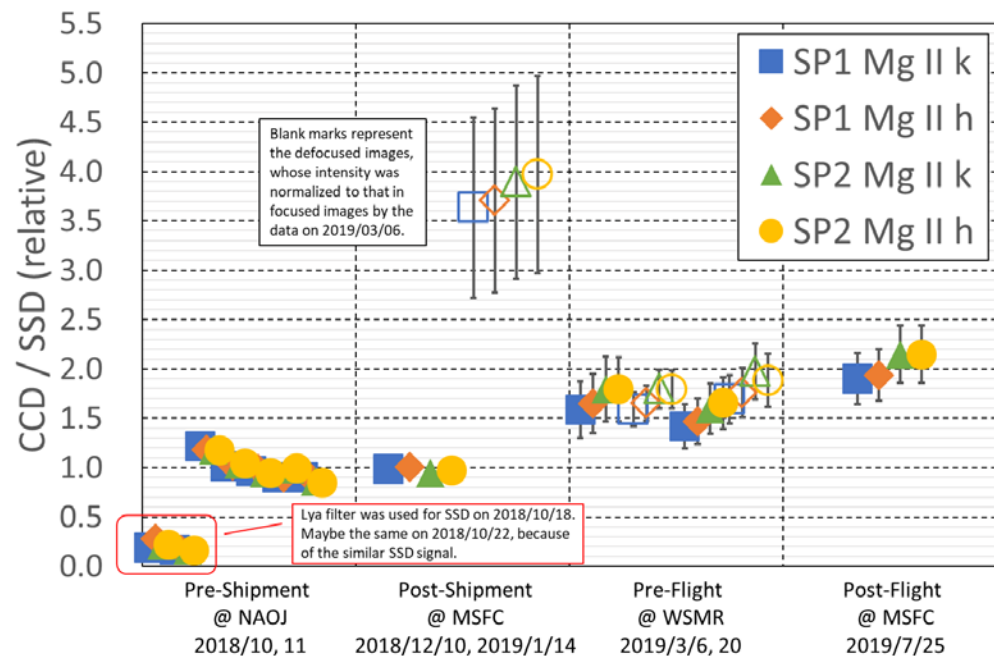 5.5
5.0
4.5
4.0
3.5
3.0
2.5
2.0
1.5
1.0
0.5
0.0
CCD / SSD (relative)
SP1 Mg II k
SP1 Mg II h
SP2 Mg II k
SP2 Mg II h
Blank marks represent
the defocused images,
whose intensity was
normalized to that in
focused images by the
data on 2019/03/06.
Lya filter was used for SSD on 2018/10/18.
Maybe the same on 2018/10/22, because
of the similar SSD signal.
Pre-Shipment
@ NAOJ
2018/10, 11
Post-Shipment
@ MSFC
2018/12/10, 2019/1/14
Pre-Flight
@ WSMR
2019/3/6, 20
Post-Flight
@ MSFC
2019/7/25